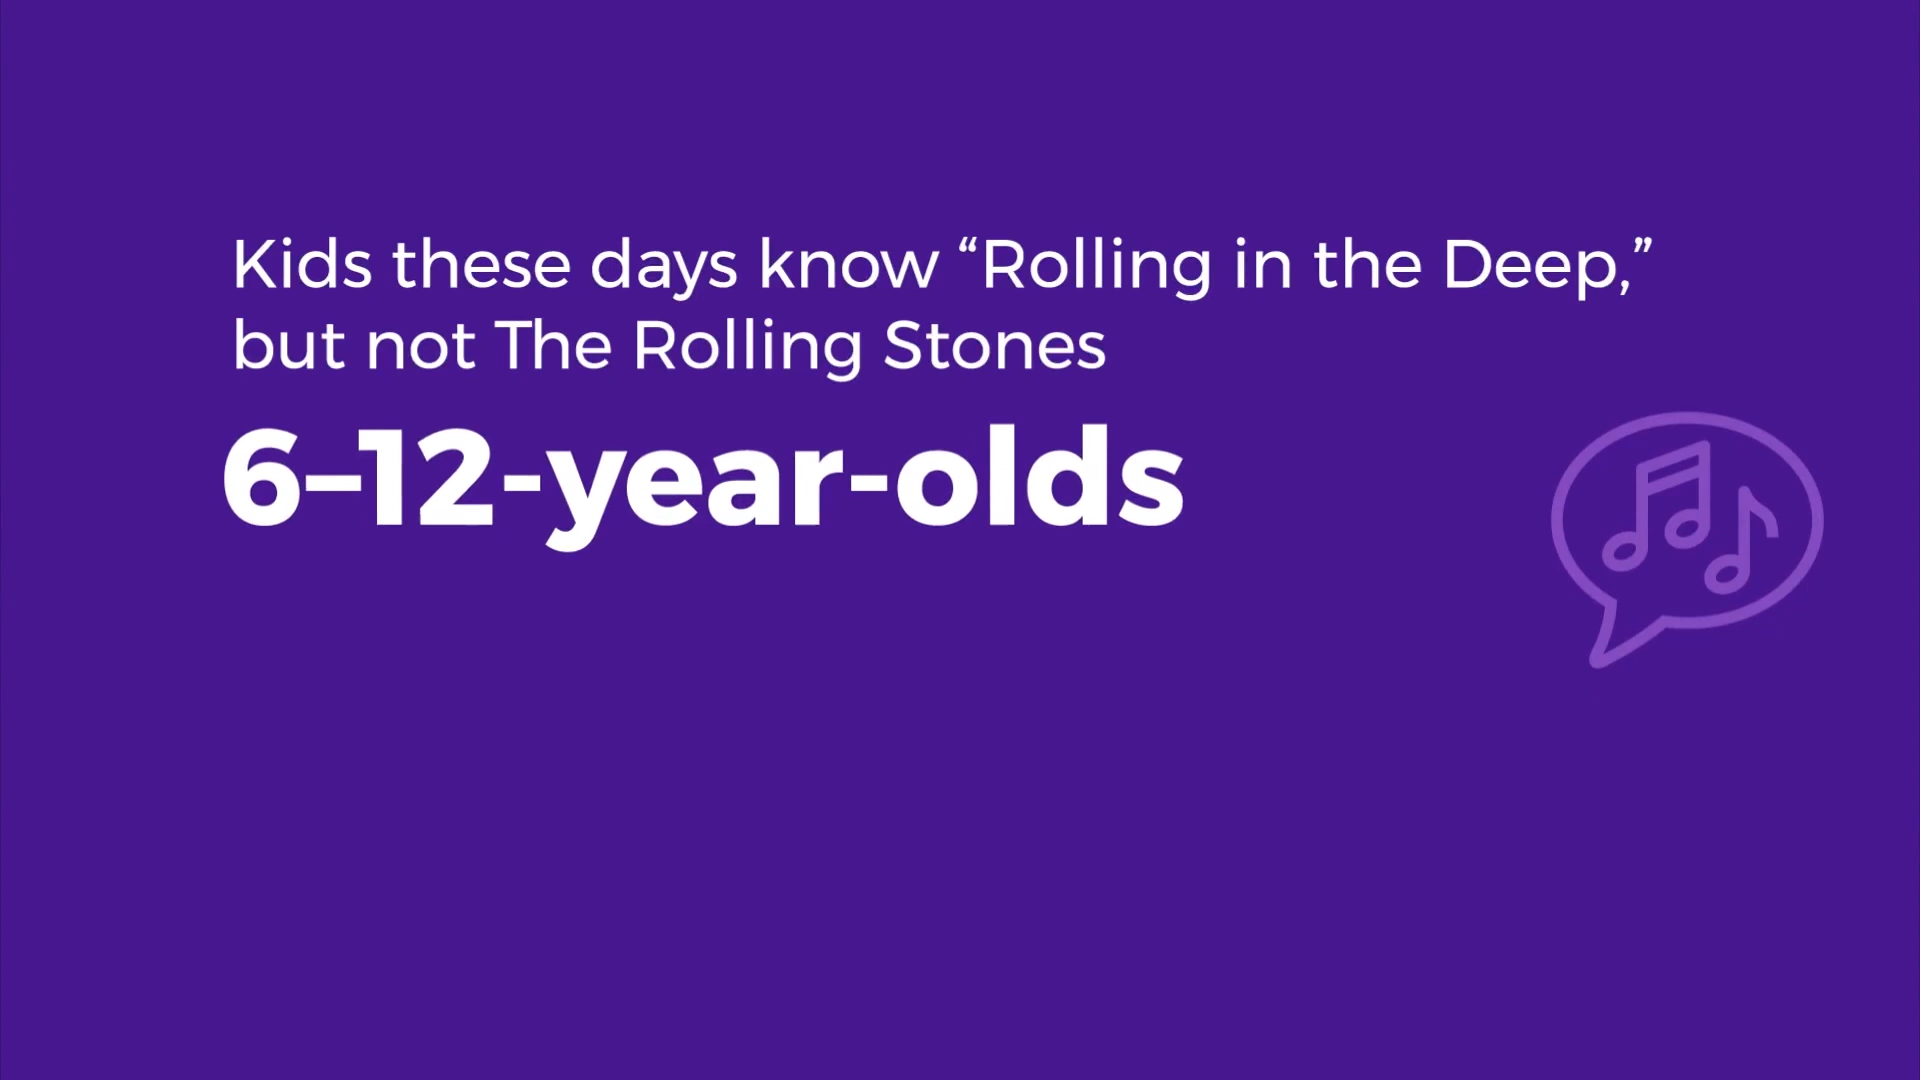 Kids these days know “Rolling in the Deep,”
but not The Rolling Stones
6–12-year-olds